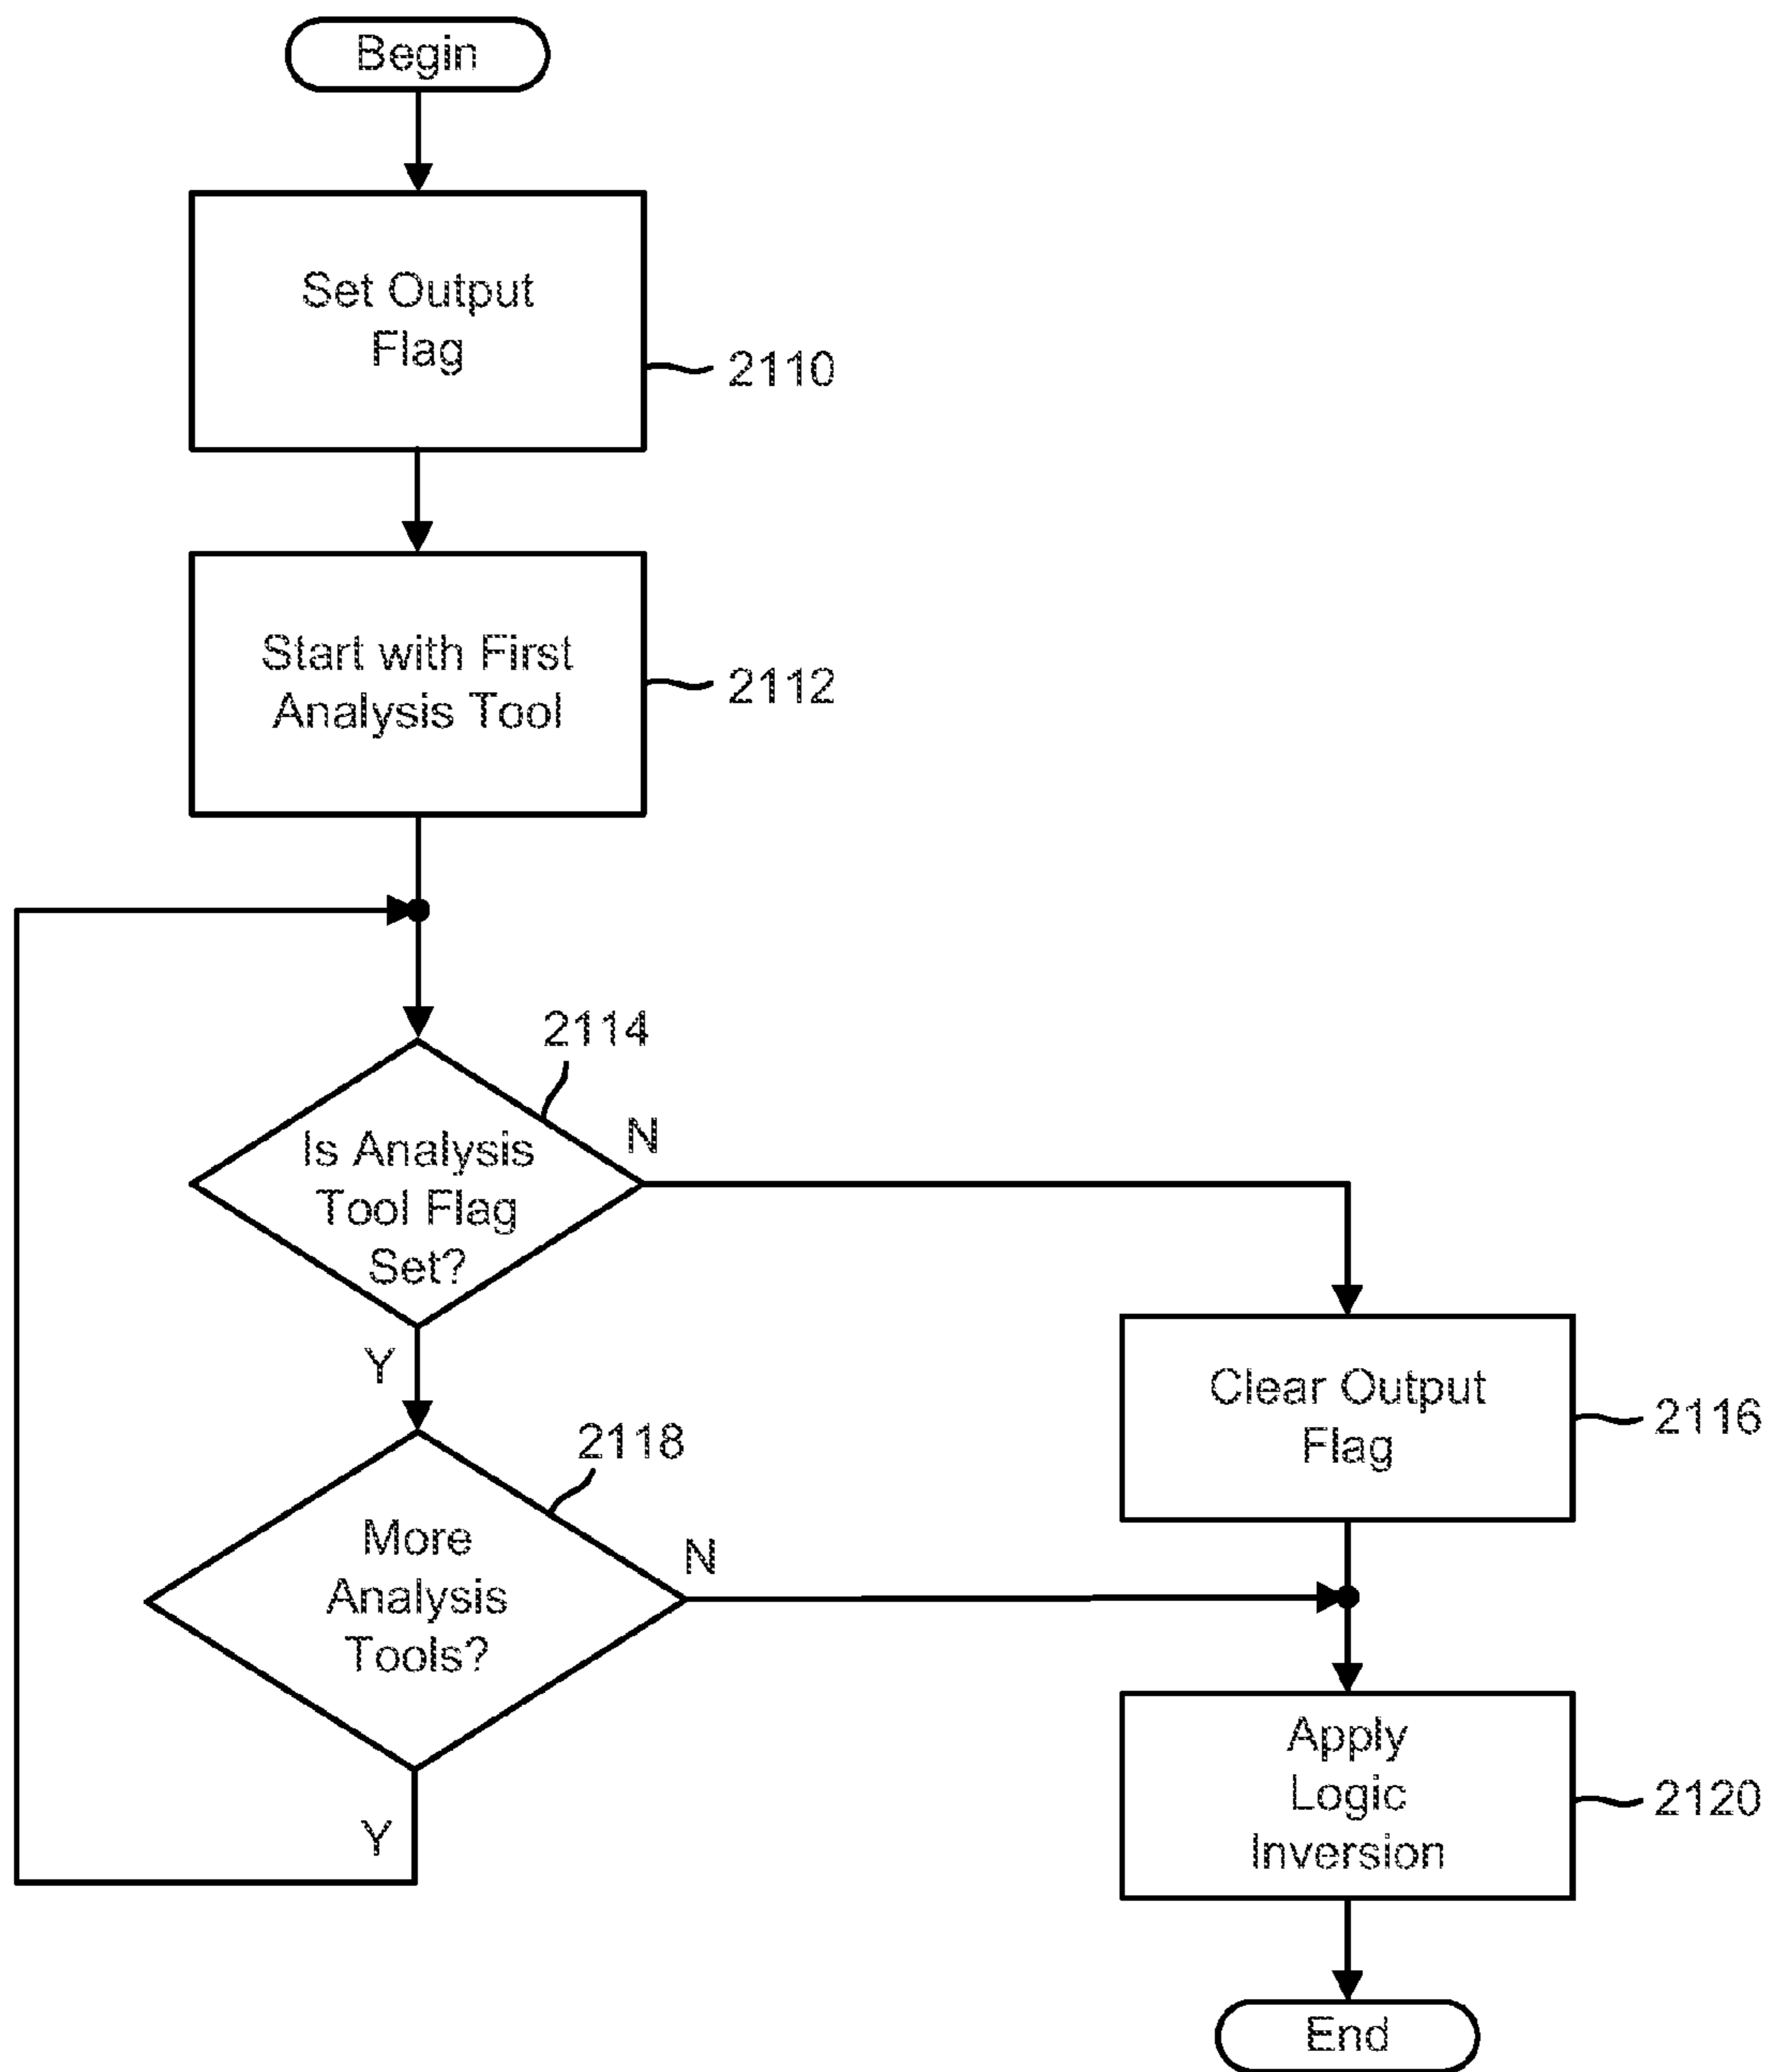 Begin
Set Output
Flag
2110
Start with First
Analysis Tool
2112
2114
Is Analysis
Tool Flag
Set?
N
Y
Clear Output
Flag
2116
2118
More
Analysis
Tools?
N
Y
Apply
Logic
Inversion
2120
End